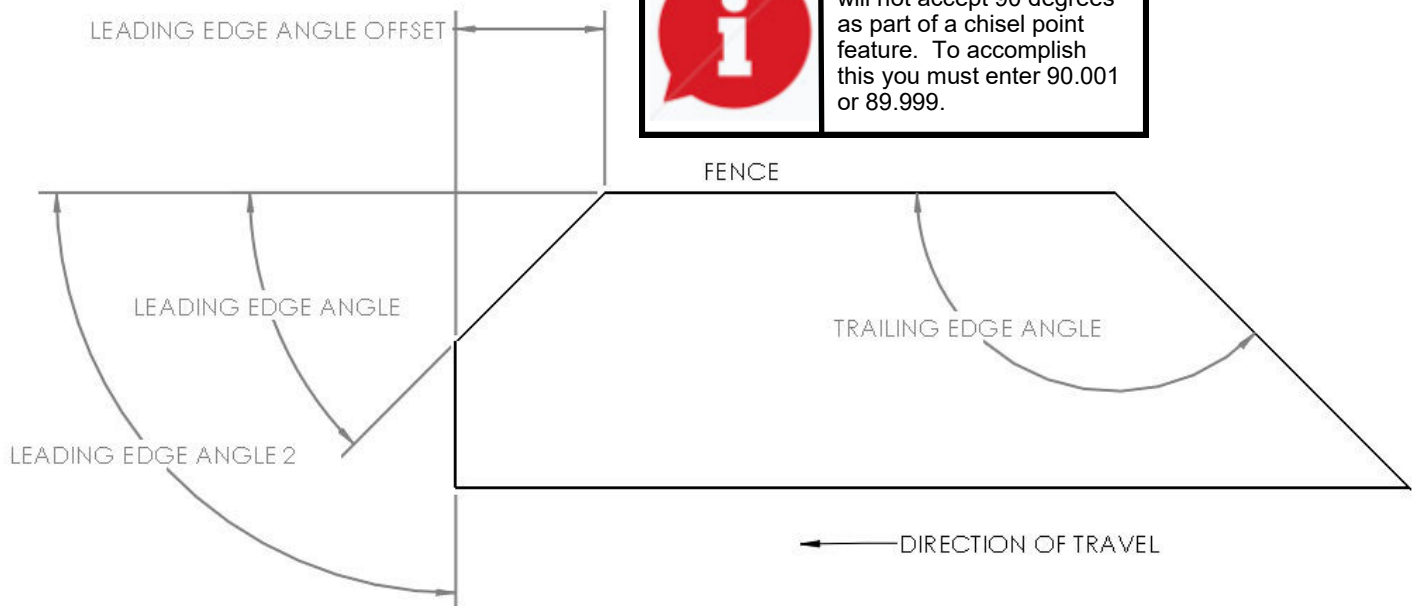 will not accept 90 degrees
as part of a chisel point
feature. To accomplish
this you must enter 90.001
or 89.999.
LEADING EDGE ANGLE OFFSET
FENCE
LEADING EDGE ANGLE
TRAILING EDGE ANGLE
LEADING EDGE ANGLE 2
DIRECTION OF TRAVEL